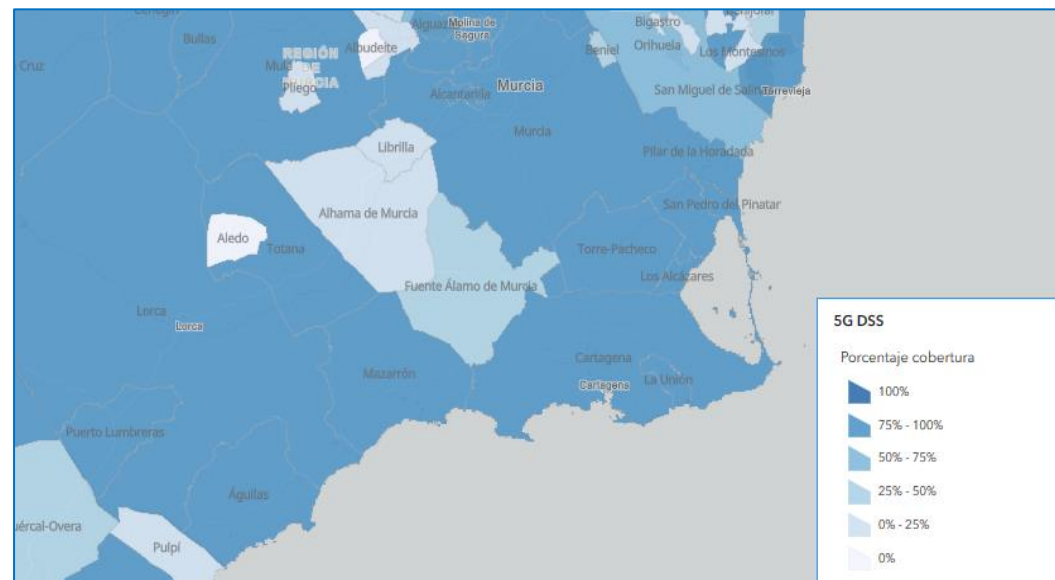 Bullas
Cruz
Molina de
Segura
Albudeite
REGIÓN
DE
MURCIA
Pliego
Alcantarilla
Murcia
Murcia
Bigastro
Orihuela
Beniel
Los Montesinos
San Miguel de Salinas
Torrevieja
Pilar de la Horadada
San Pedro del Pinatar
Librilla
Alhama de Murcia
Aledo
Totana
Torre-Pacheco
Los Alcázares
Fuente Álamo de Murcia
Lorca
Lorca
Mazarrón
Cartagena
Cartagena
La Unión
Puerto Lumbreras
Águilas
uércal-Overa
Pulpí
5G DSS
Porcentaje cobertura
100%
75% - 100%
50% - 75%
25% - 50%
0% - 25%
0%